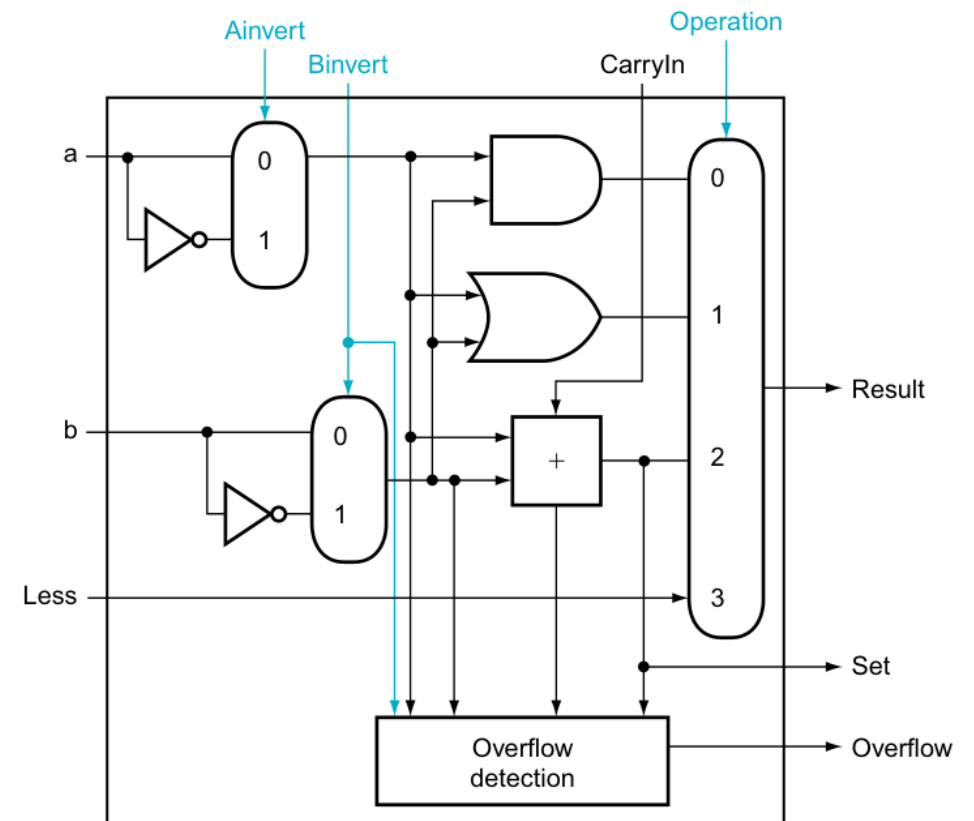 Operation
Ainvert
Binvert
CarryIn
a
0
1
0
1
b
0
1
+
2
Result
Less
3
Set
Overflow
detection
Overflow